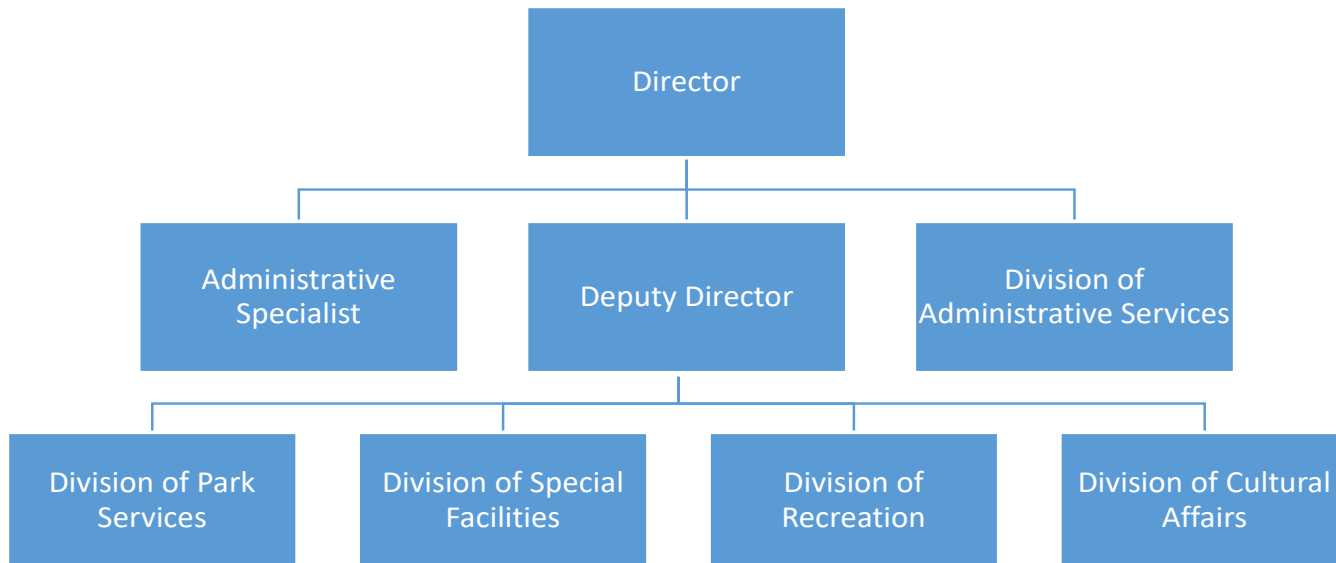 Director
Administrative
Specialist
Deputy Director
Division of
Administrative Services
Division of Park
Services
Division of Special
Facilities
Division of
Recreation
Division of Cultural
Affairs